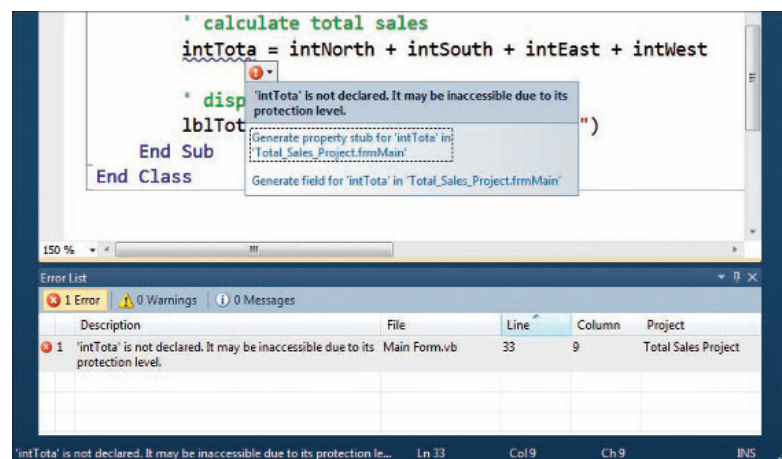 ' calculate total sales
intTota = intNorth + intSouth + intEast + intWest
'intTota' is not declared. It may be inaccessible due to its
protection level.
' disp
lblTot
")
Generate property stub for 'intTota' in
'Total_Sales_Project.frmMain'
Generate field for 'intTota' in 'Total_Sales_Project.frmMain'
End Sub
End Class
150 %
Error List
1 Error 0 Warnings 0 Messages
Description File Line Column Project
1 'intTota' is not declared. It may be inaccessible due to its Main Form.vb 33 9 Total Sales Project
protection level.
'intTota' is not declared. It may be inaccessible due to its protection le... Ln 33 Col 9 Ch 9 INS